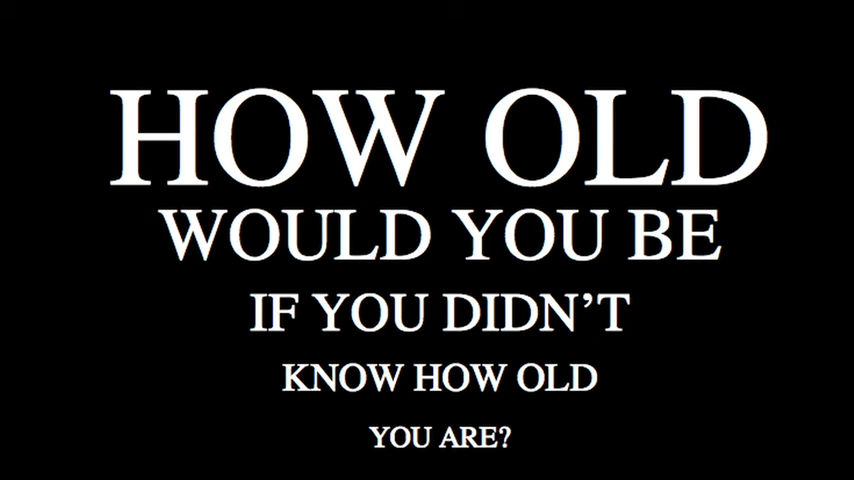 HOW OLD
WOULD YOU BE
IF YOU DIDN’T
KNOW HOW OLD
YOU ARE?